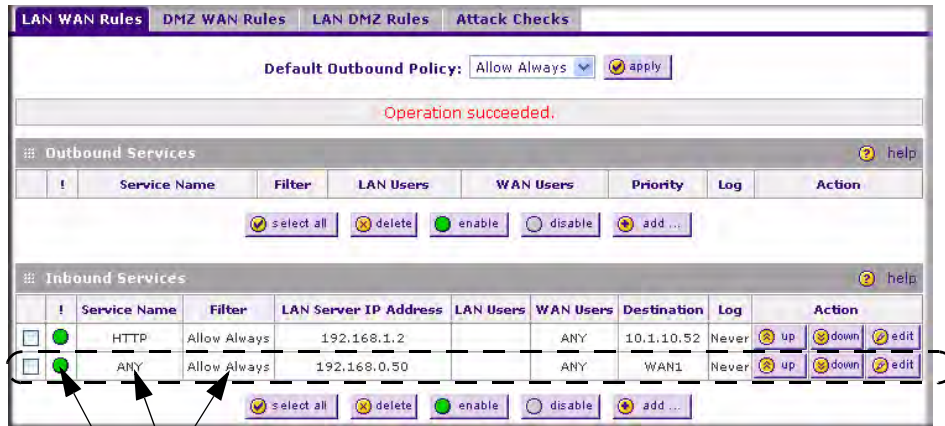 LAN WAN Rules DMZ WAN Rules LAN DMZ Rules Attack Checks
Default Outbound Policy: Allow Always apply
Operation succeeded.
Outbound Services help
! Service Name Filter LAN Users WAN Users Priority Log Action
select all delete enable disable add ...
Inbound Services help
! Service Name Filter LAN Server IP Address LAN Users WAN Users Destination Log Action
HTTP Allow Always 192.168.1.2 ANY 10.1.10.52 Never up down edit
ANY Allow Always 192.168.0.50 ANY WAN1 Never up down edit
select all delete enable disable add ...